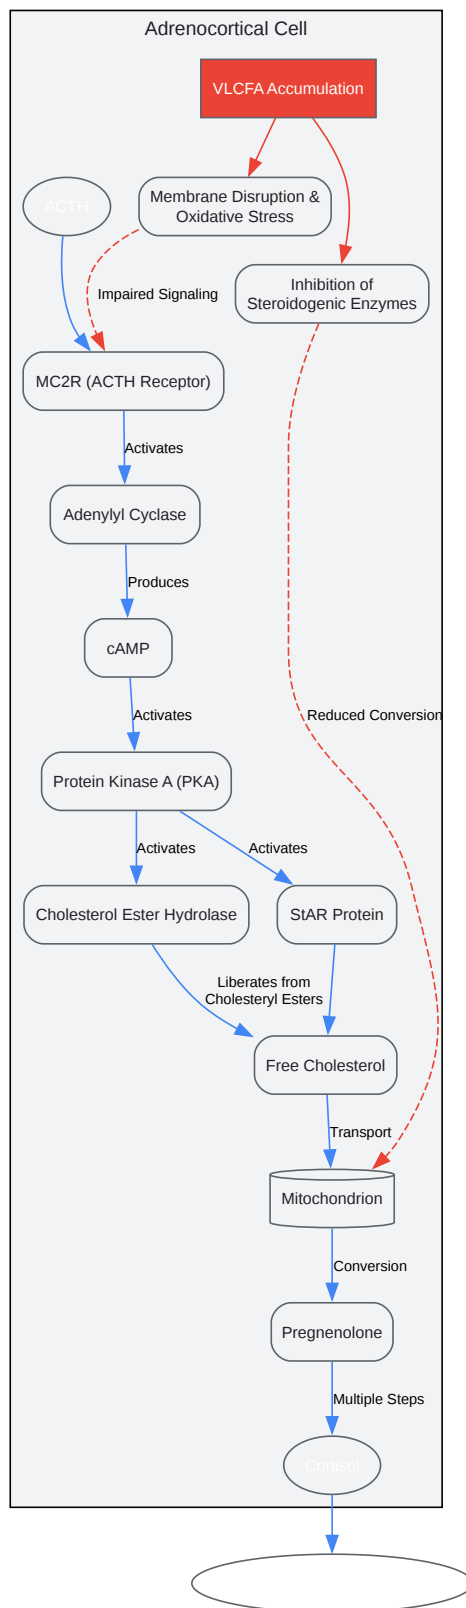 Adrenocortical Cell
VLCFA Accumulation
ACTH
Membrane Disruption &
Oxidative Stress
Impaired Signaling
Inhibition of
Steroidogenic Enzymes
MC2R (ACTH Receptor)
Activates
Adenylyl Cyclase
Produces
cAMP
Activates
Reduced Conversion
Protein Kinase A (PKA)
Activates
Activates
Cholesterol Ester Hydrolase
StAR Protein
Liberates from
Cholesteryl Esters
Free Cholesterol
Transport
Mitochondrion
Conversion
Pregnenolone
Multiple Steps
Cortisol